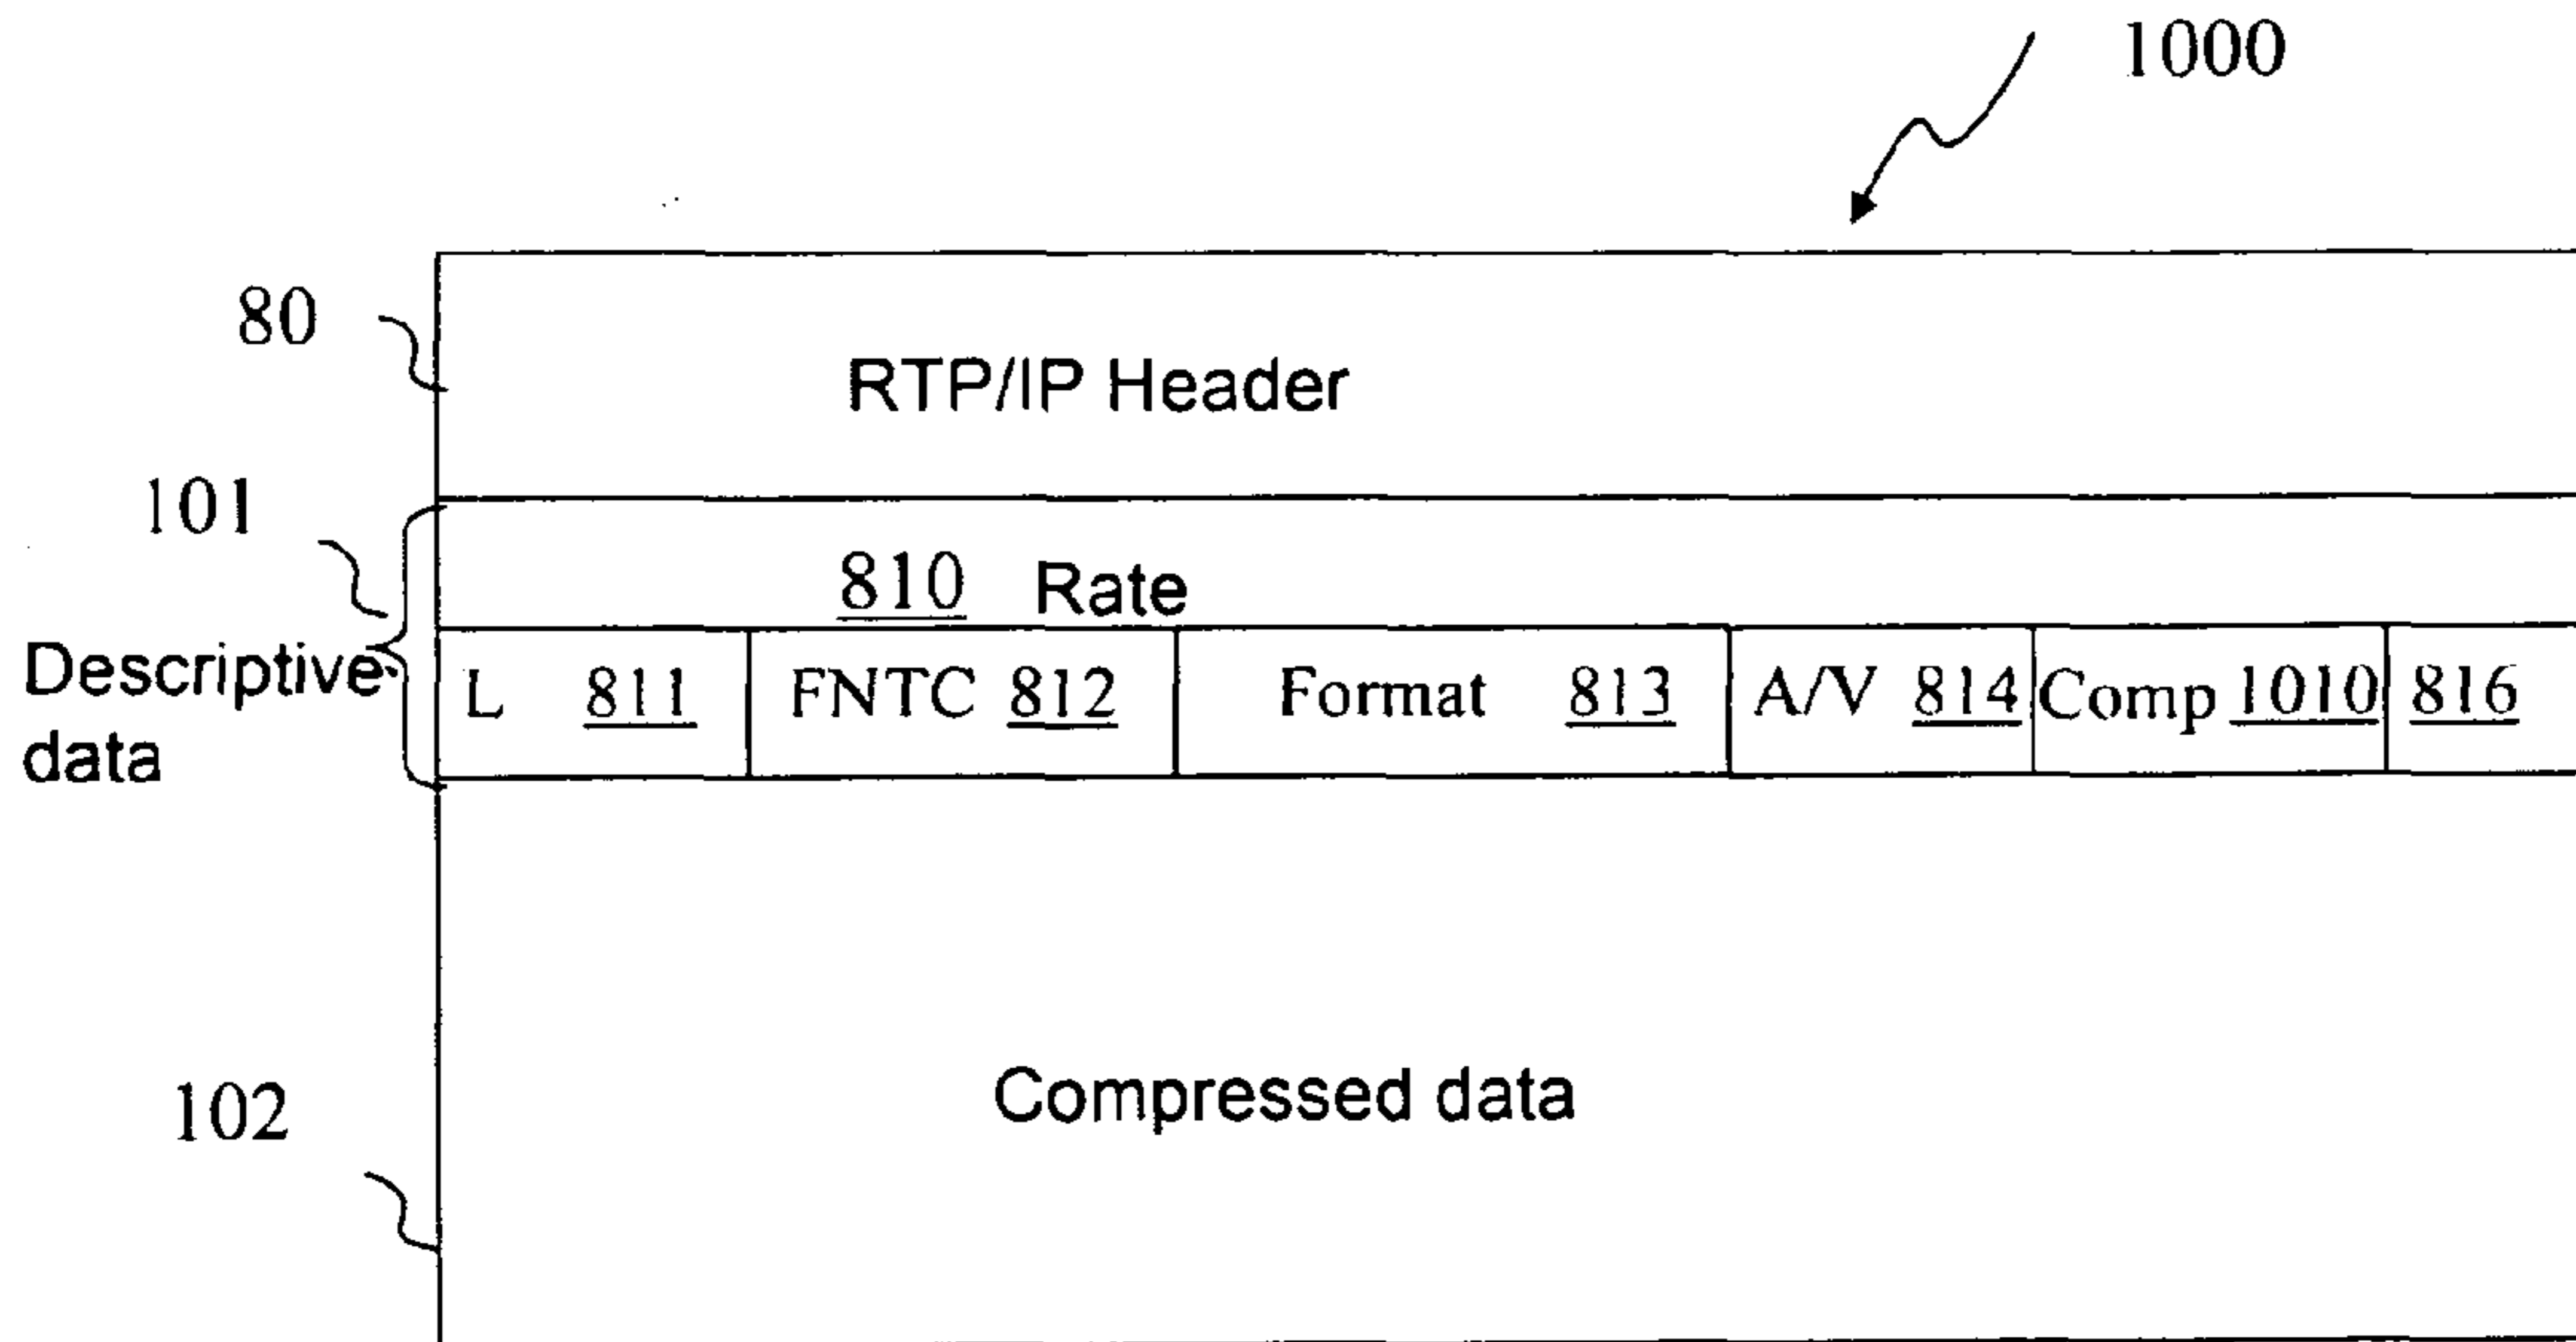 1000
80
RTP/IP Header
101
810 Rate
Descriptive data
L 811 FNTC 812 Format 813 A/V 814 Comp 1010 816
Compressed data
102